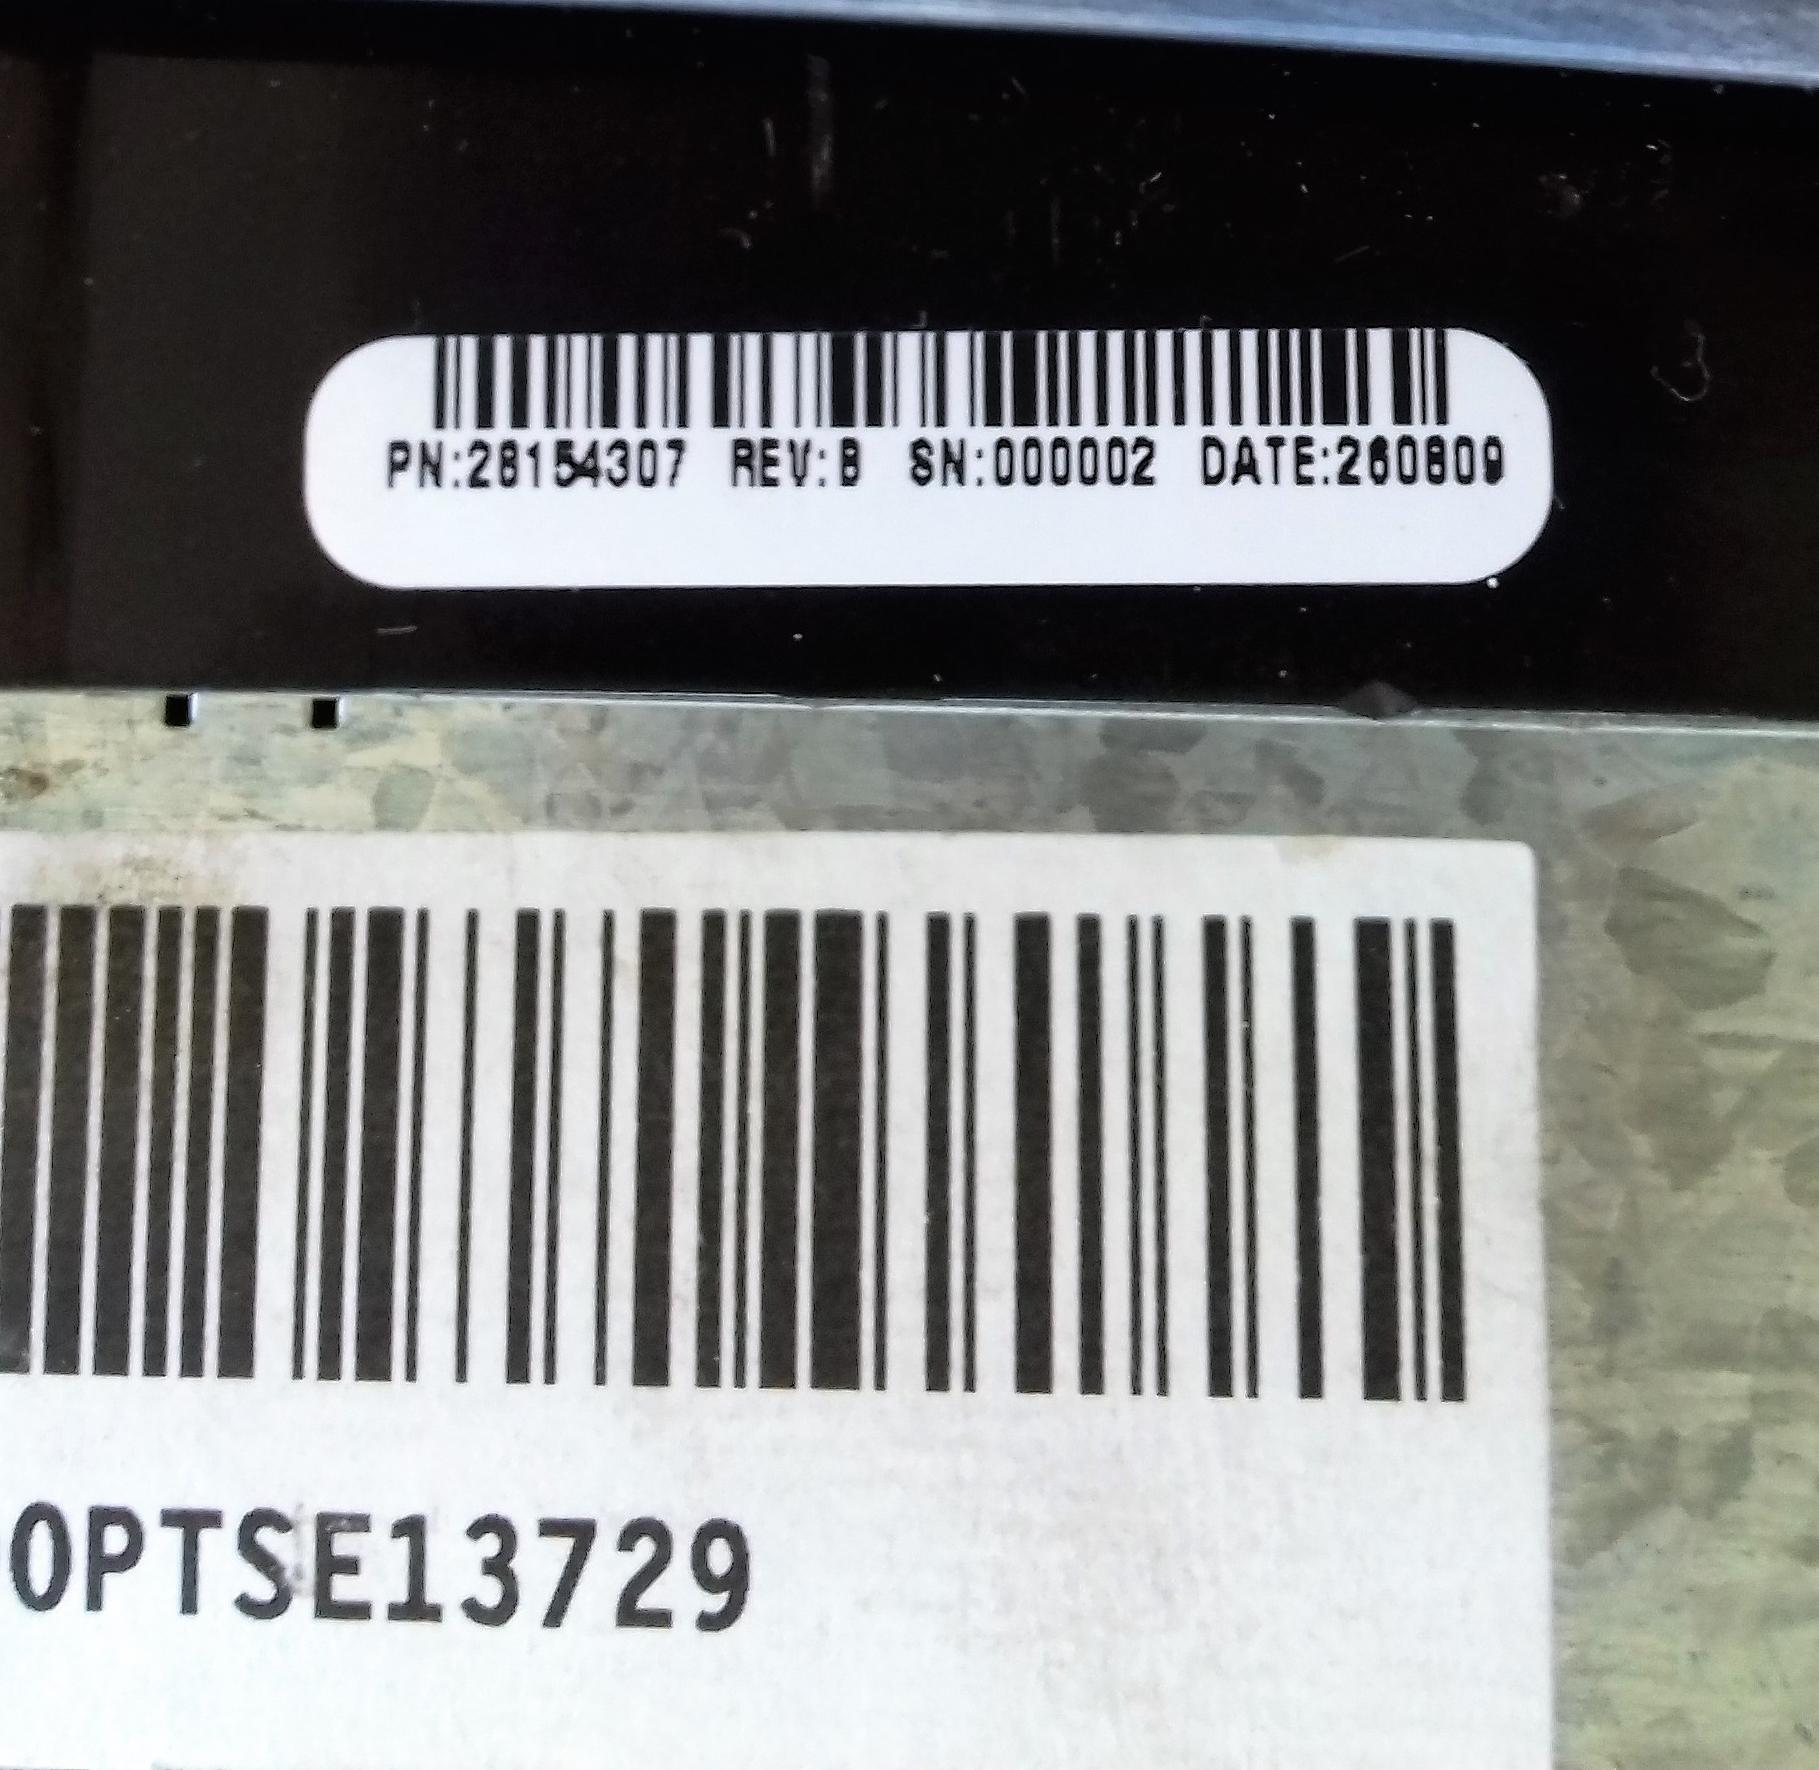 PN:28154307 REV:B SN:000002 DATE:260809
0PTSE13729